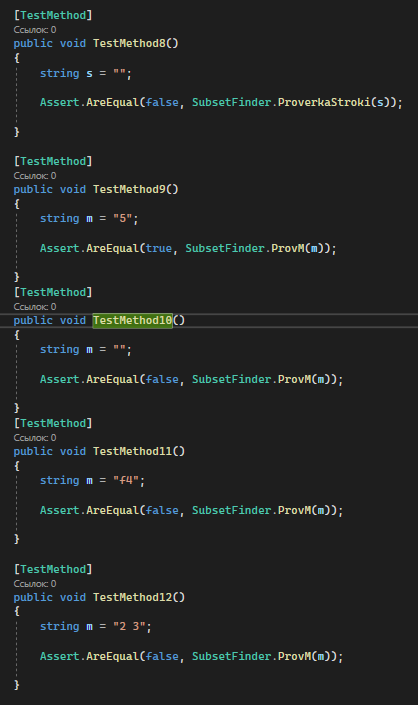 [TestMethod]
Ссылок: 0
public void TestMethod8()
{
string s = "";
Assert.AreEqual(false, SubsetFinder.ProverkaStroki(s));
}
[TestMethod]
Ссылок: 0
public void TestMethod9()
{
string m = "5";
Assert.AreEqual(true, SubsetFinder.ProvM(m));
}
[TestMethod]
Ссылок: 0
public void TestMethod10()
{
string m = "";
Assert.AreEqual(false, SubsetFinder.ProvM(m));
}
[TestMethod]
Ссылок: 0
public void TestMethod11()
{
string m = "f4";
Assert.AreEqual(false, SubsetFinder.ProvM(m));
}
[TestMethod]
Ссылок: 0
public void TestMethod12()
{
string m = "2 3";
Assert.AreEqual(false, SubsetFinder.ProvM(m));
}